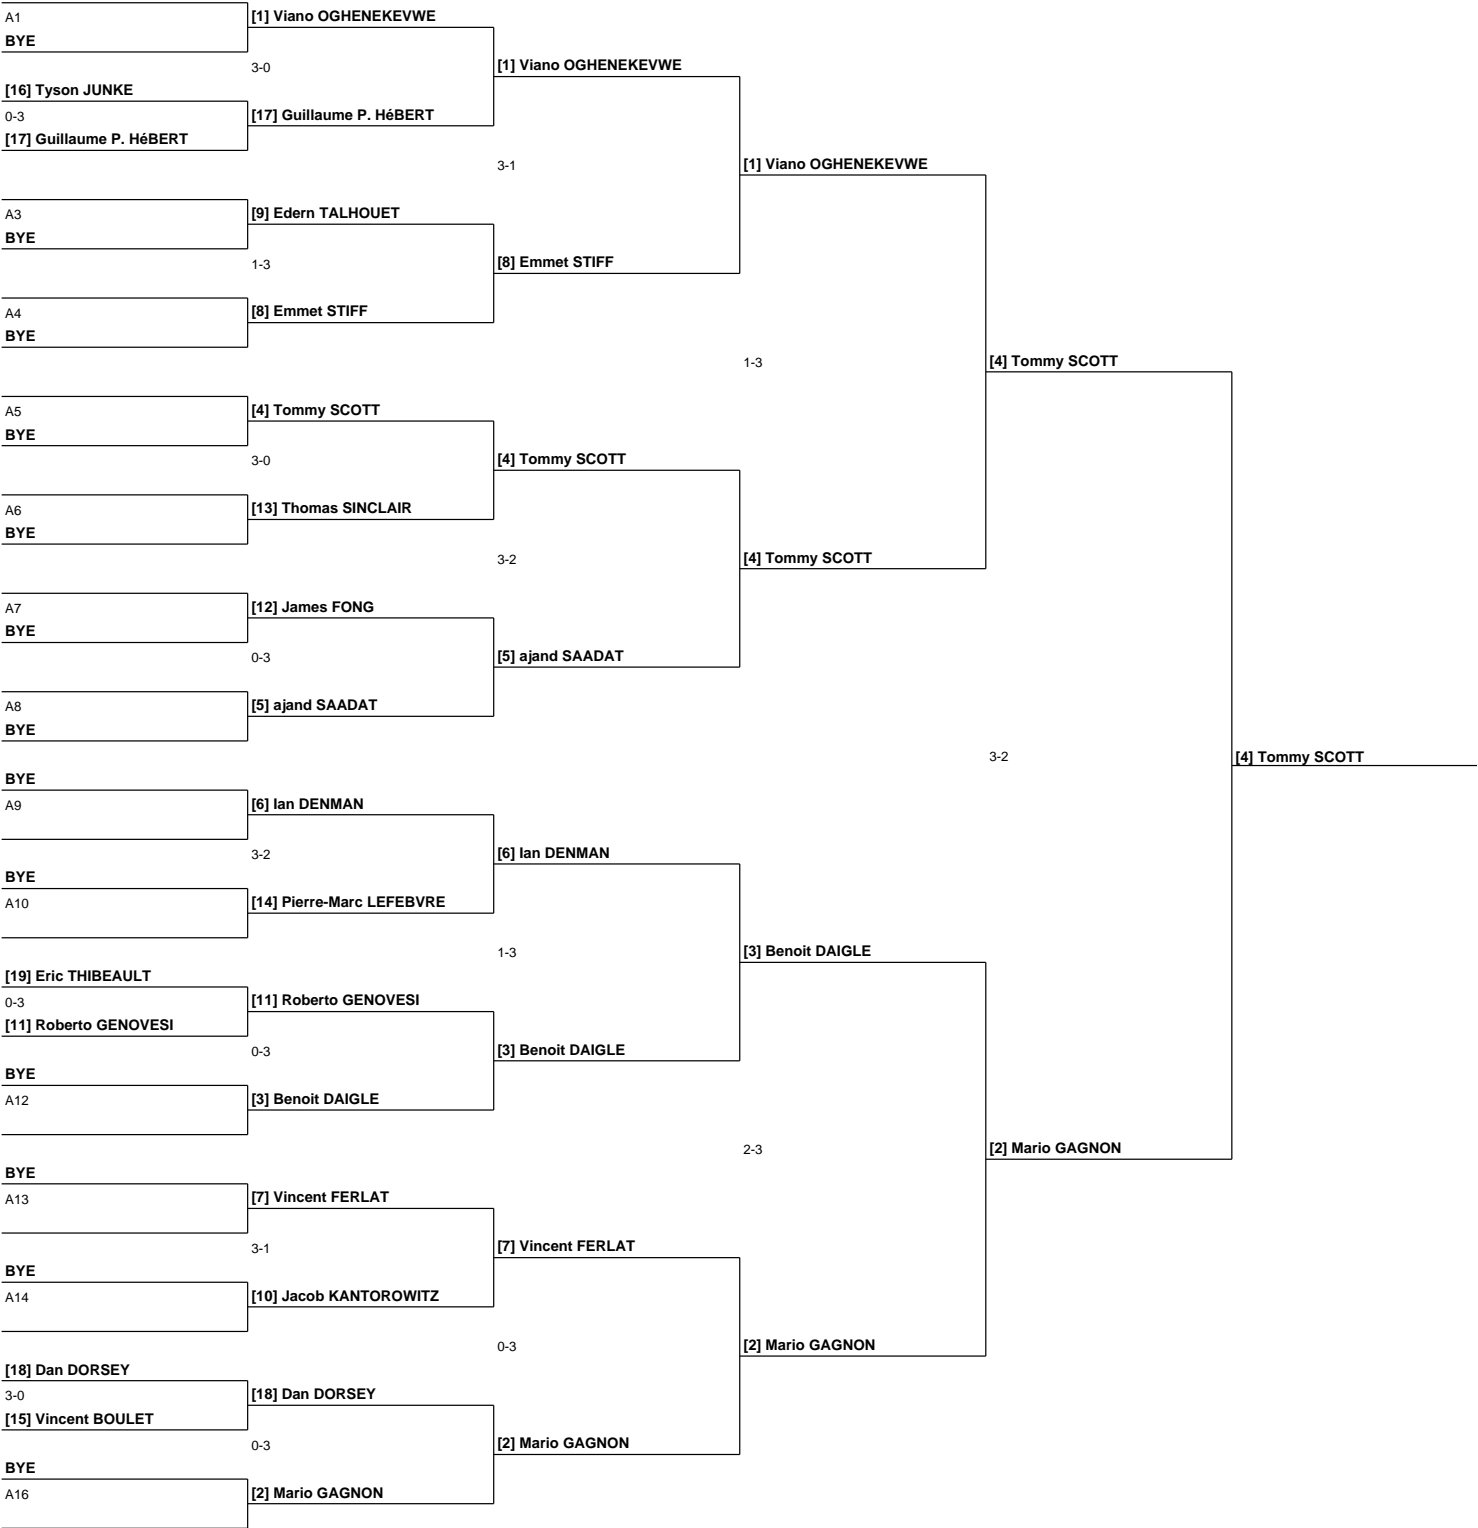 A1
[1] Viano OGHENEKEVWE
BYE
3-0
[1] Viano OGHENEKEVWE
[16] Tyson JUNKE
0-3
[17] Guillaume P. HéBERT
[17] Guillaume P. HéBERT
3-1
[1] Viano OGHENEKEVWE
A3
[9] Edern TALHOUET
BYE
1-3
[8] Emmet STIFF
A4
[8] Emmet STIFF
BYE
1-3
[4] Tommy SCOTT
A5
[4] Tommy SCOTT
BYE
3-0
[4] Tommy SCOTT
A6
[13] Thomas SINCLAIR
BYE
3-2
[4] Tommy SCOTT
A7
[12] James FONG
BYE
0-3
[5] ajand SAADAT
A8
[5] ajand SAADAT
BYE
3-2
[4] Tommy SCOTT
BYE
A9
[6] Ian DENMAN
3-2
[6] Ian DENMAN
BYE
A10
[14] Pierre-Marc LEFEBVRE
1-3
[3] Benoit DAIGLE
[19] Eric THIBEAULT
0-3
[11] Roberto GENOVESI
[11] Roberto GENOVESI
0-3
[3] Benoit DAIGLE
BYE
A12
[3] Benoit DAIGLE
2-3
[2] Mario GAGNON
BYE
A13
[7] Vincent FERLAT
3-1
[7] Vincent FERLAT
BYE
A14
[10] Jacob KANTOROWITZ
0-3
[2] Mario GAGNON
[18] Dan DORSEY
3-0
[18] Dan DORSEY
[15] Vincent BOULET
0-3
[2] Mario GAGNON
BYE
A16
[2] Mario GAGNON